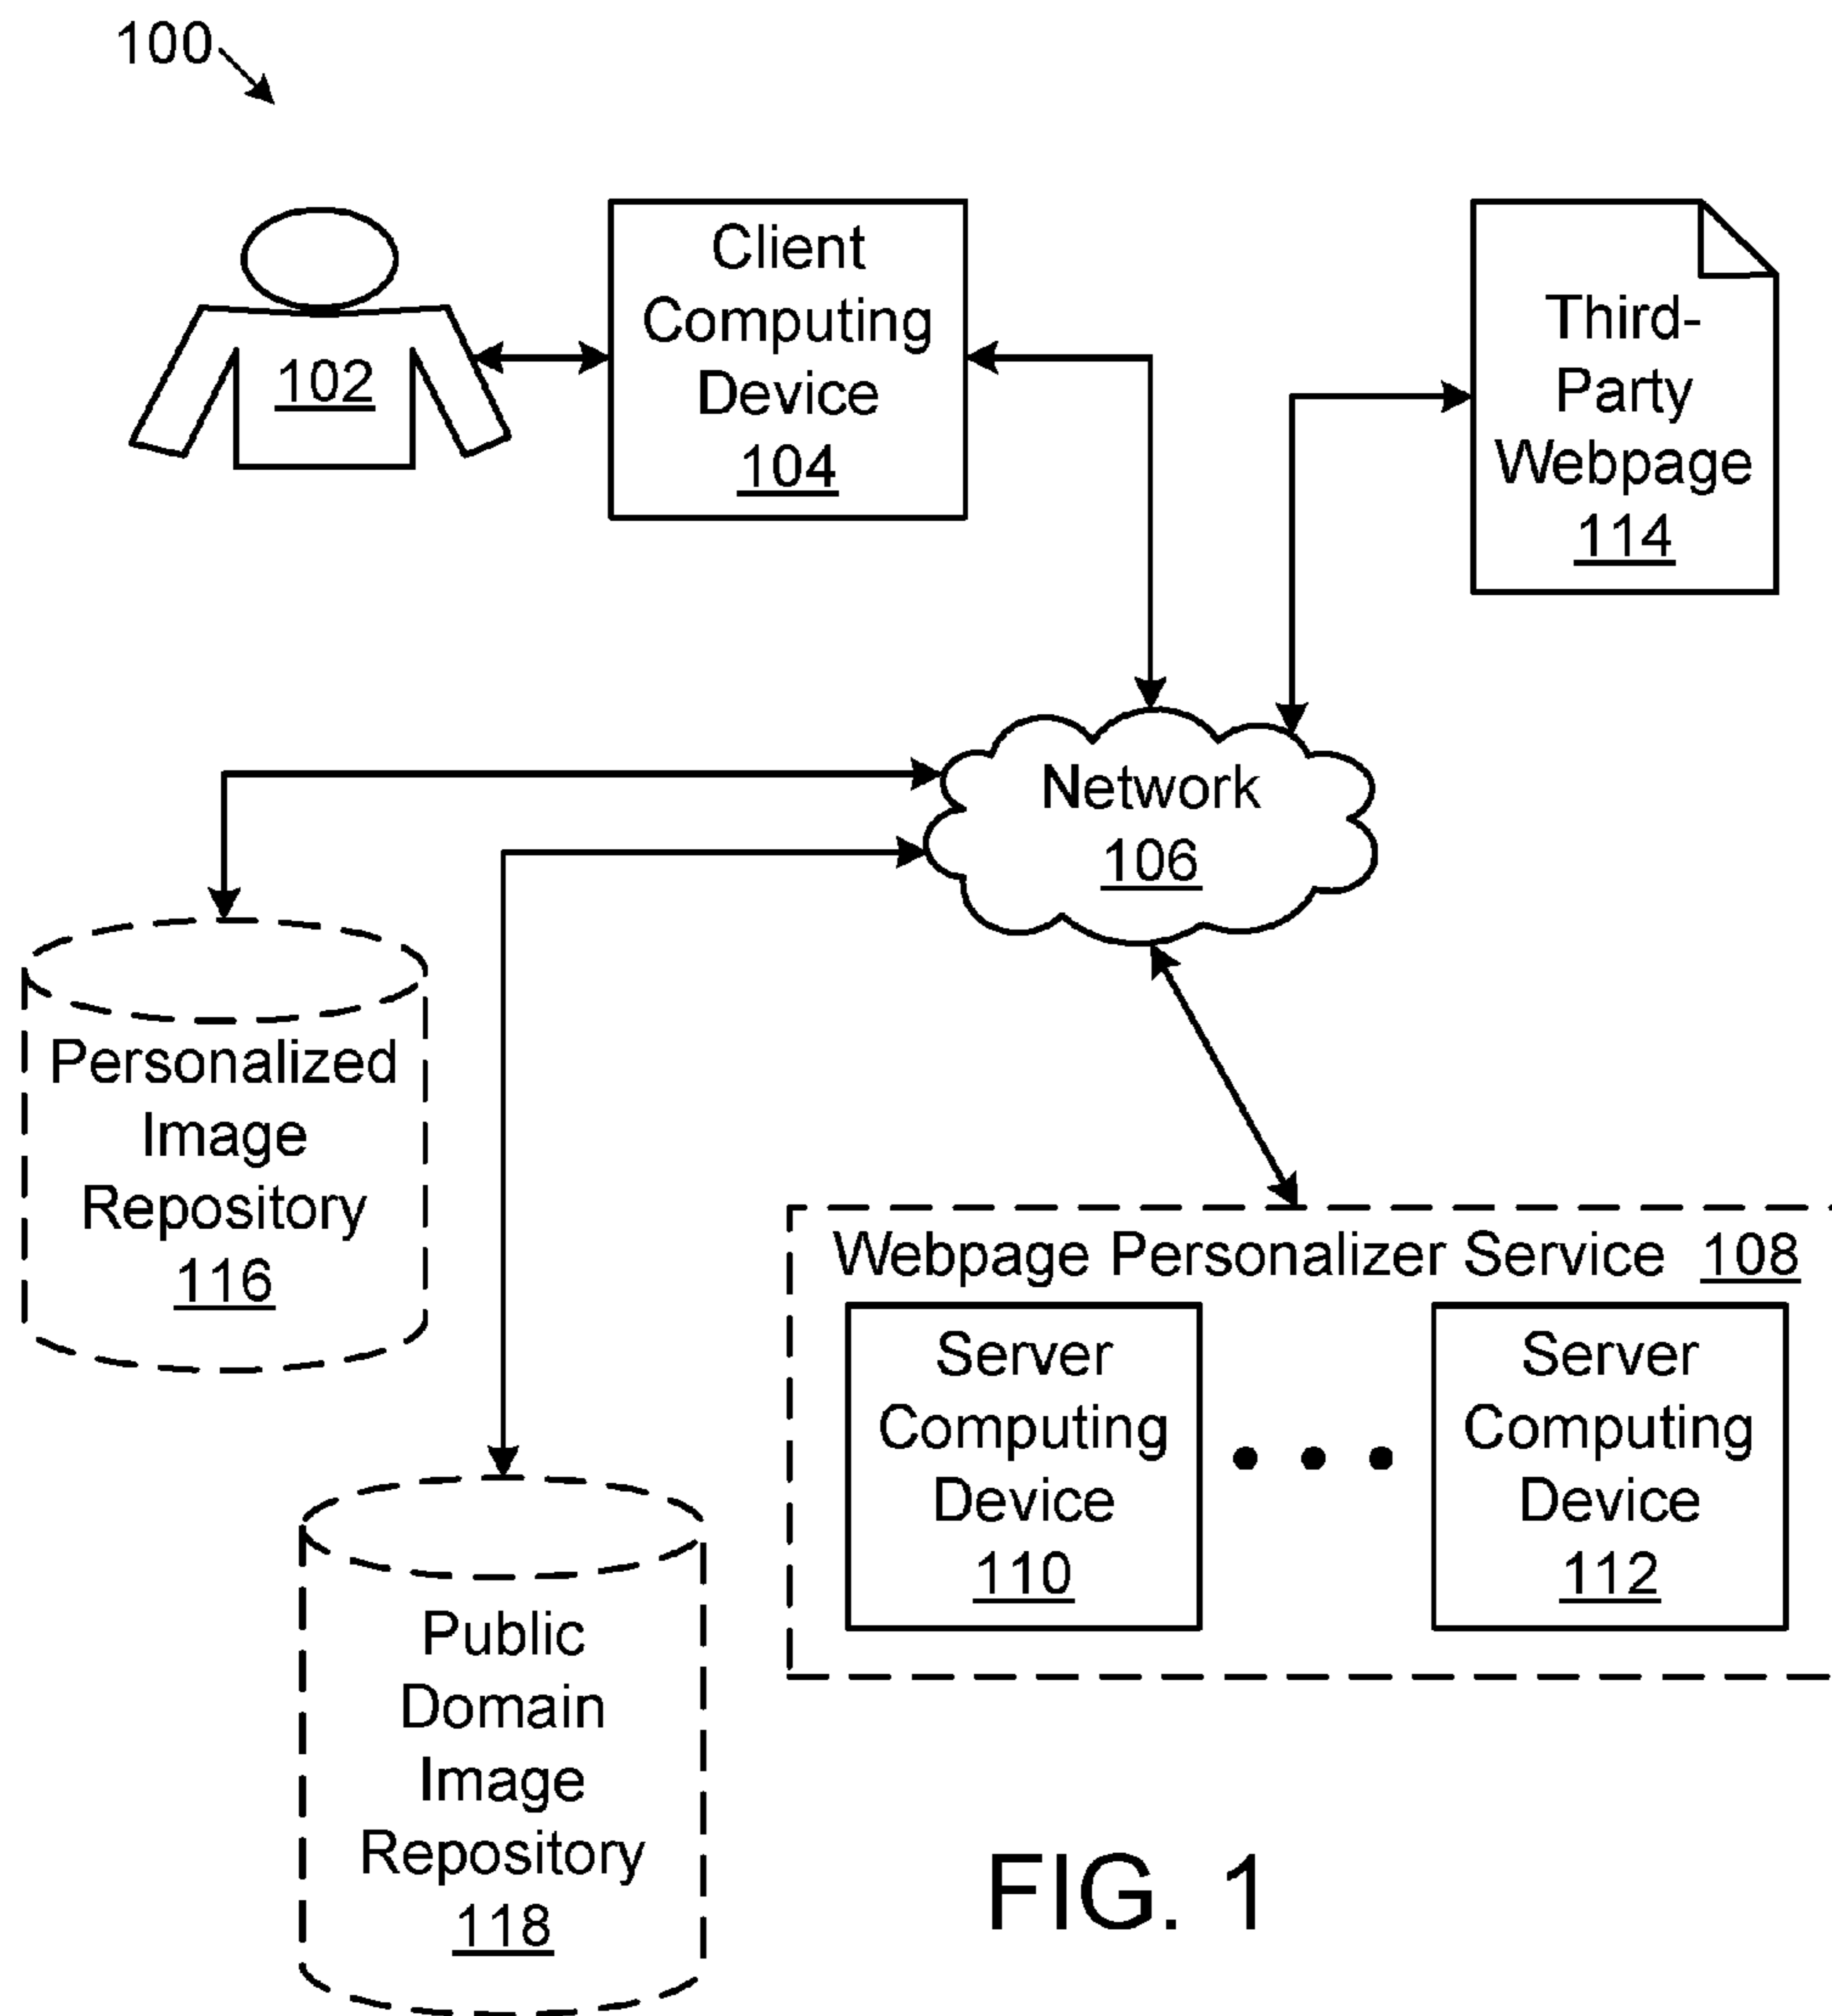 100
102
Client
Computing
Device
104
Third-
Party
Webpage
114
Network
106
Personalized
Image
Repository
116
Webpage Personalizer Service 108
Server
Computing
Device
110
Server
Computing
Device
112
Public
Domain
Image
Repository
118
FIG. 1